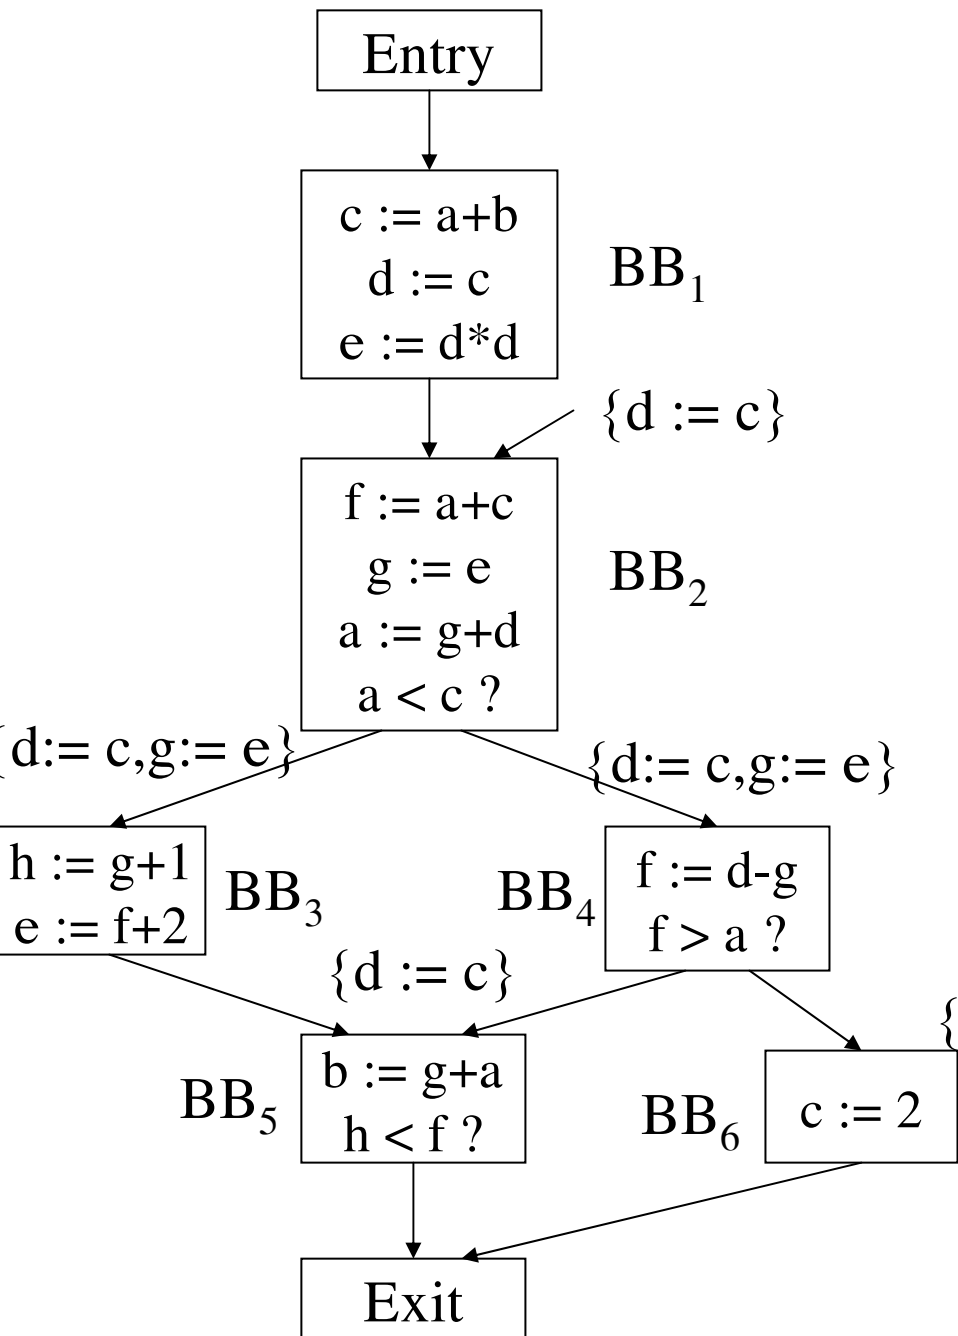 Entry
c := a+b
d := c
e := d*d
BB1
{d := c}
f := a+c
g := e
a := g+d
a < c ?
BB2
{d:= c,g:= e}
{d:= c,g:= e}
h := g+1
e := f+2
BB3
BB4
f := d-g
f > a ?
{d := c}
{
b := g+a
h < f ?
BB5
BB6
c := 2
Exit